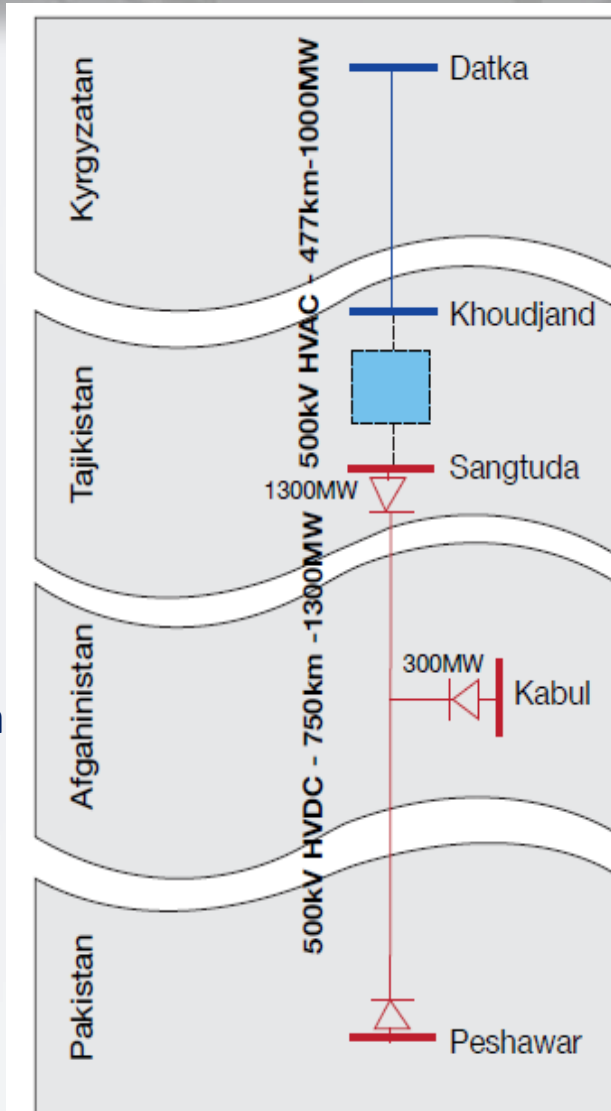 Kyrgyzatan
Datka
500kV HVAC - 477km-1000MW
Khoudjand
Tajikistan
Sangtuda
1300MW
500kV HVDC - 750km -1300MW
Afgahinistan
300MW
Kabul
Pakistan
Peshawar